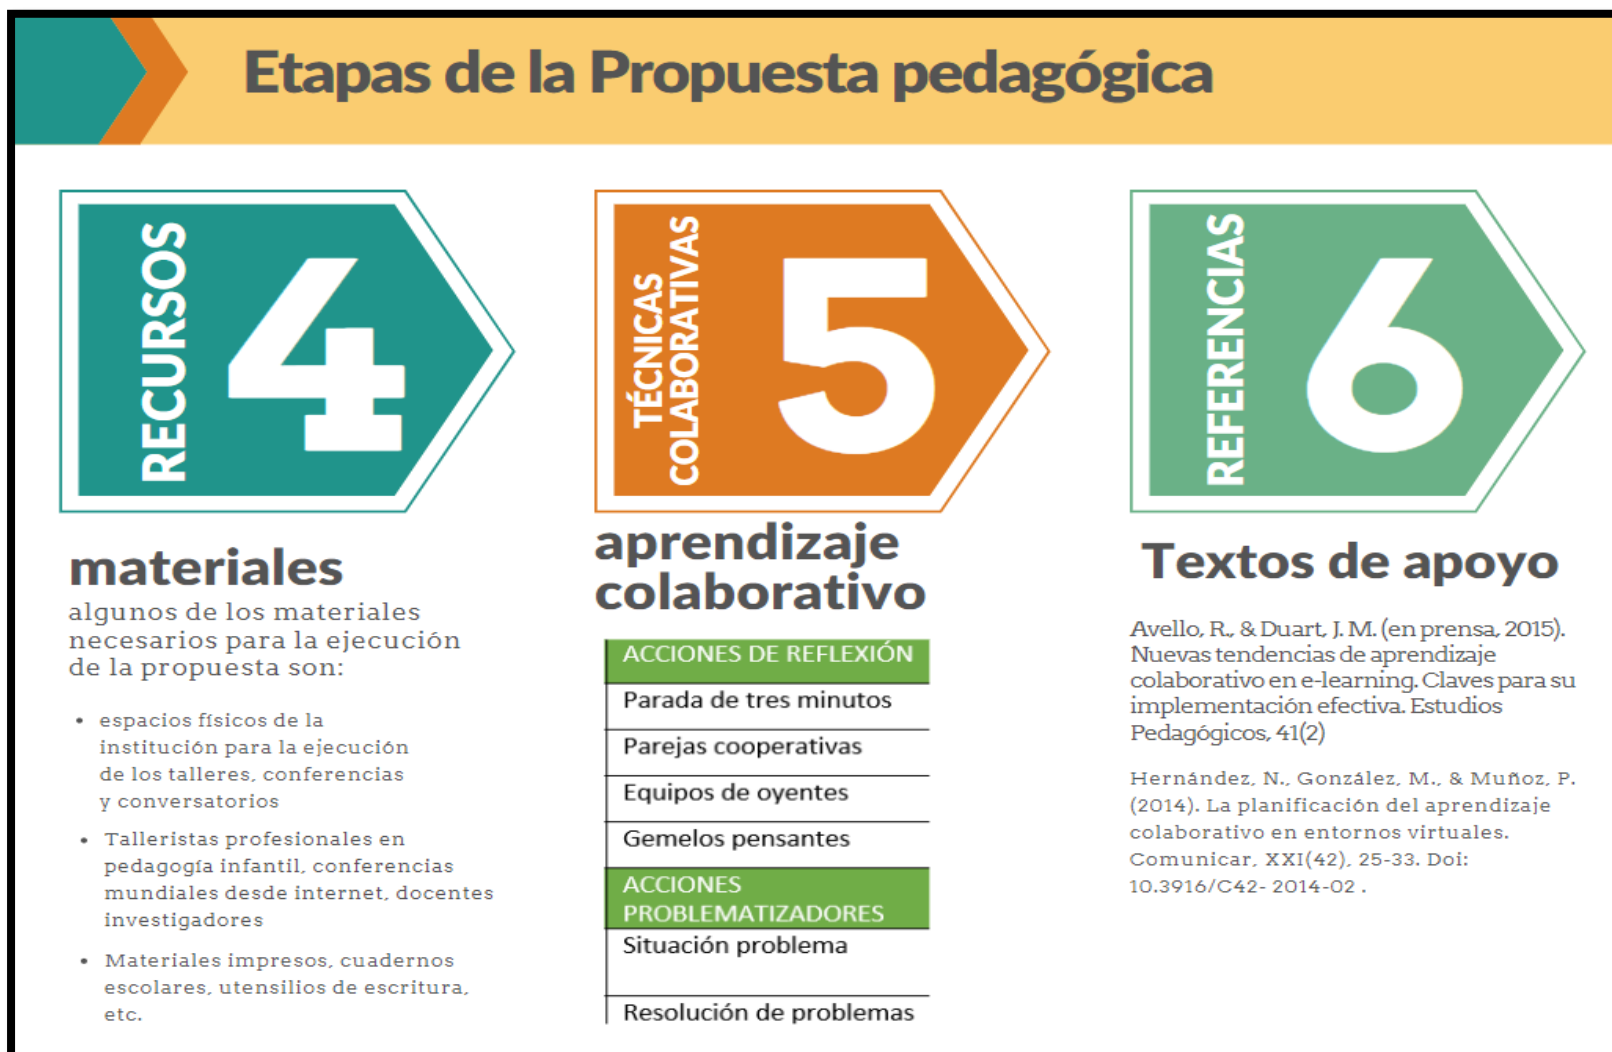 Etapas de la Propuesta pedagógica
RECURSOS
4
materiales
algunos de los materiales
necesarios para la ejecución
de la propuesta son:
• espacios físicos de la
institución para la ejecución
de los talleres, conferencias
y conversatorios
• Talleristas profesionales en
pedagogía infantil, conferencias
mundiales desde internet, docentes
investigadores
• Materiales impresos, cuadernos
escolares, utensilios de escritura,
etc.
TÉCNICAS
COLABORATIVAS
5
aprendizaje
colaborativo
ACCIONES DE REFLEXIÓN
Parada de tres minutos
Parejas cooperativas
Equipos de oyentes
Gemelos pensantes
ACCIONES
PROBLEMATIZADORES
Situación problema
Resolución de problemas
REFERENCIAS
6
Textos de apoyo
Avello, R., & Duart, J. M. (en prensa, 2015).
Nuevas tendencias de aprendizaje
colaborativo en e-learning. Claves para su
implementación efectiva. Estudios
Pedagógicos, 41(2)
Hernández, N., González, M., & Muñoz, P.
(2014). La planificación del aprendizaje
colaborativo en entornos virtuales.
Comunicar, XXI(42), 25-33. Doi:
10.3916/C42- 2014-02 .